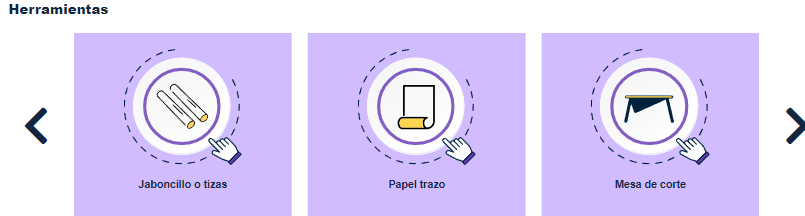 Herramientas
Jaboncillo o tizas
Papel trazo
Mesa de corte